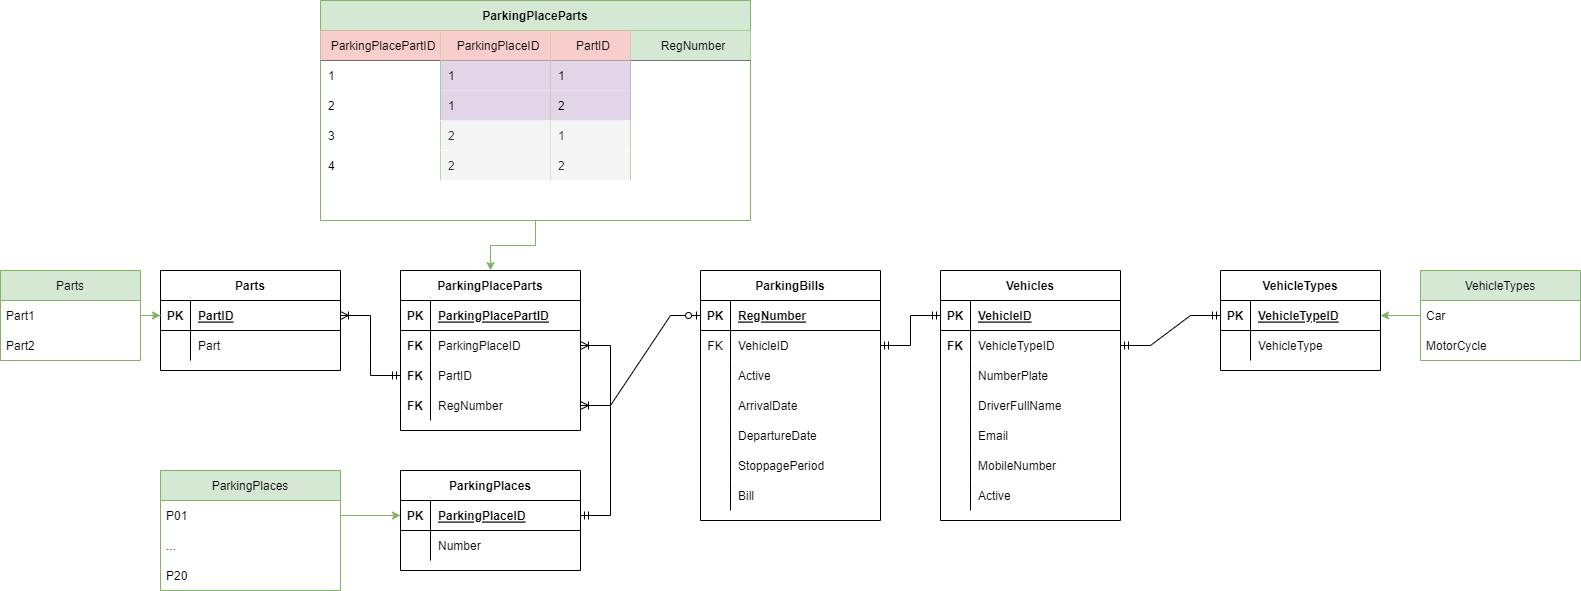 ParkingPlaceParts
ParkingPlacePartID ParkingPlaceID PartID RegNumber
1 1 1
2 1 2
3 2 1
4 2 2
Parts
Part1
Part2
Parts
PK PartID
Part
ParkingPlaceParts
PK ParkingPlacePartID
FK ParkingPlaceID
FK PartID
FK RegNumber
ParkingBills
PK RegNumber
FK VehicleID
Active
ArrivalDate
DepartureDate
StoppagePeriod
Bill
Vehicles
PK VehicleID
FK VehicleTypeID
NumberPlate
DriverFullName
Email
MobileNumber
Active
VehicleTypes
PK VehicleTypeID
VehicleType
VehicleTypes
Car
MotorCycle
ParkingPlaces
P01
...
P20
ParkingPlaces
PK ParkingPlaceID
Number